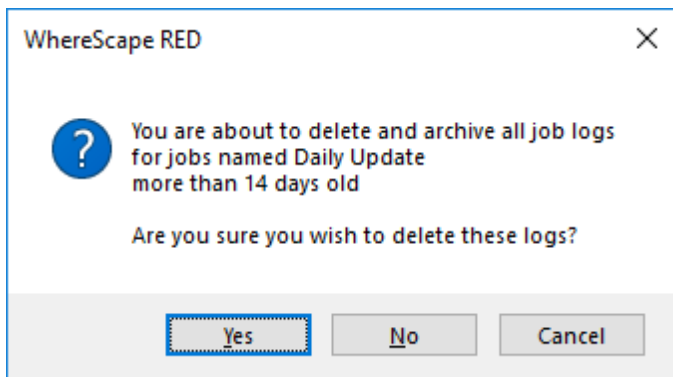 WhereScape RED
You are about to delete and archive all job logs
for jobs named Daily Update
more than 14 days old
Are you sure you wish to delete these logs?
Yes
No
Cancel